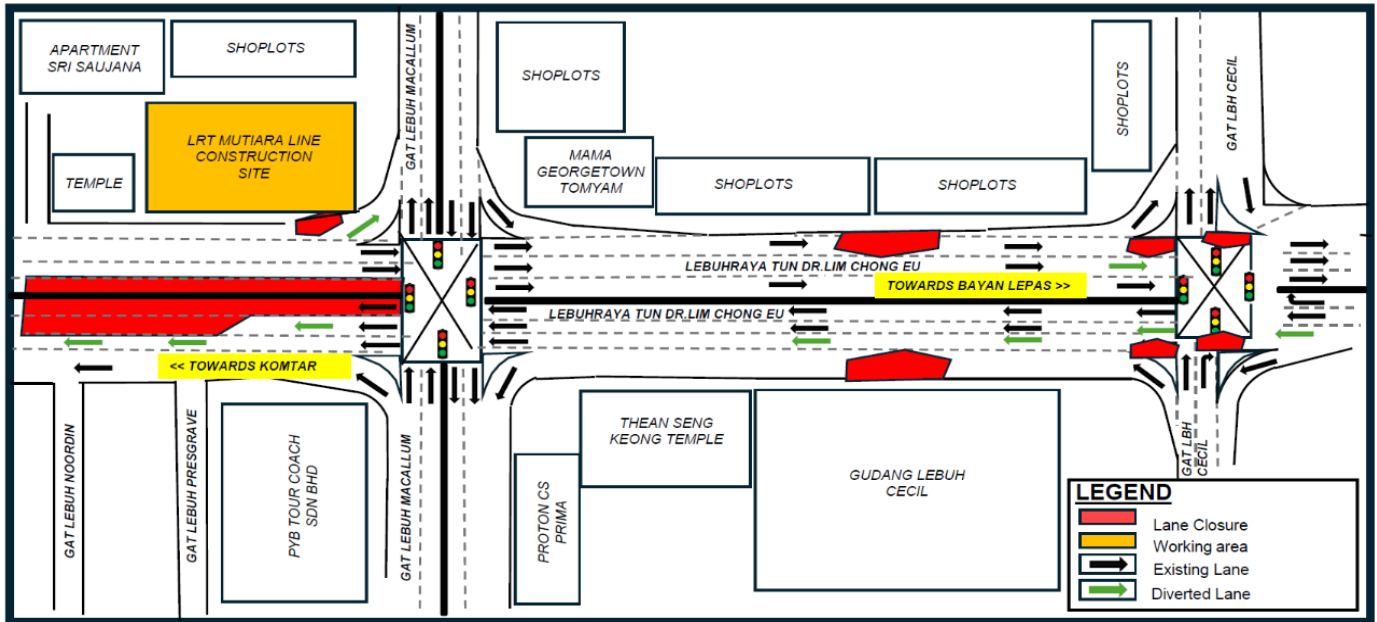 APARTMENT
SRI SAUJANA
SHOPLOTS
GAT LEBUH MACALLUM
SHOPLOTS
SHOPLOTS
GAT LBH CECIL
LRT MUTIARA LINE
CONSTRUCTION
SITE
TEMPLE
MAMA
GEORGETOWN
TOMYAM
SHOPLOTS
SHOPLOTS
LEBUHRAYA TUN DR.LIM CHONG EU
TOWARDS BAYAN LEPAS >>
LEBUHRAYA TUN DR.LIM CHONG EU
<< TOWARDS KOMTAR
GAT LEBUH NOORDIN
GAT LEBUH PRESGRAVE
PYB TOUR COACH
SDN BHD
GAT LEBUH MACALLUM
PROTON CS
PRIMA
THEAN SENG
KEONG TEMPLE
GUDANG LEBUH
CECIL
GAT LBH
CECIL
LEGEND
Lane Closure
Working area
Existing Lane
Diverted Lane